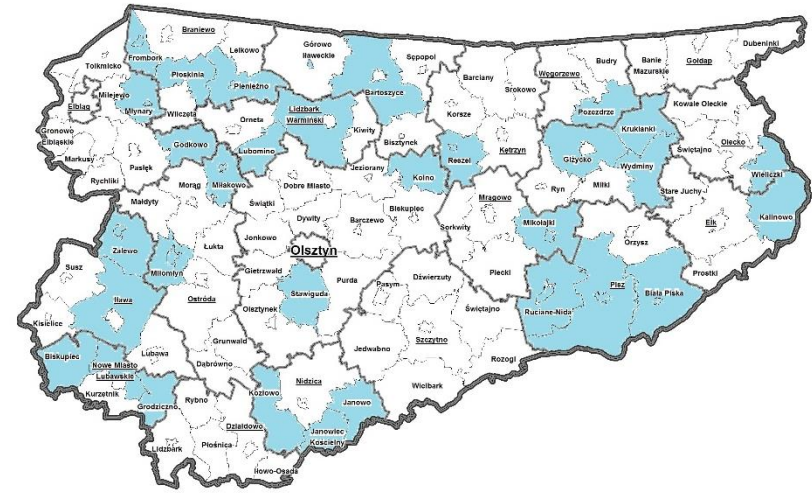 Braniewo
Frombork
Lelkowo
Górowo
Iławeckie
Sępopol
Tolkmicko
Płoskinia
Pieniężno
Bartoszyce
Barciany
Srokowo
Węgorzewo
Budry
Banie
Mazurskie
Gołdap
Dubeninki
Milejewo
Elbląg
Młynary
Wilczęta
Orneta
Lidzbark
Warmiński
Kiwity
Korsze
Pozezdrze
Kowale Oleckie
Gronowo
Elbląskie
Markusy
Pasłęk
Godkowo
Lubomino
Bisztynek
Reszel
Kętrzyn
Giżycko
Kruklanki
Wydminy
Świętajno
Olecko
Wieliczki
Rychliki
Miłakowo
Morąg
Jeziorany
Kolno
Dobre Miasto
Świątki
Ryn
Miłki
Stare Juchy
Kalinowo
Małdyty
Mrągowo
Mikołajki
Ełk
Dywity
Barczewo
Biskupiec
Sorkwity
Orzysz
Zalewo
Łukta
Jonkowo
Olsztyn
Susz
Miłomłyn
Gietrzwałd
Purda
Dźwierzuty
Piecki
Prostki
Pasym
Stawiguda
Iława
Ostróda
Olsztynek
Świętajno
Ruciane-Nida
Pisz
Biała Piska
Kisielice
Szczytno
Grunwald
Jedwabno
Rozogi
Lubawa
Biskupiec
Nowe Miasto
Lubawskie
Dąbrówno
Nidzica
Wielbark
Kurzętnik
Grodziczno
Rybno
Kozłowo
Janowo
Działdowo
Janowiec
Kościelny
Lidzbark
Płośnica
Iłowo-Osada